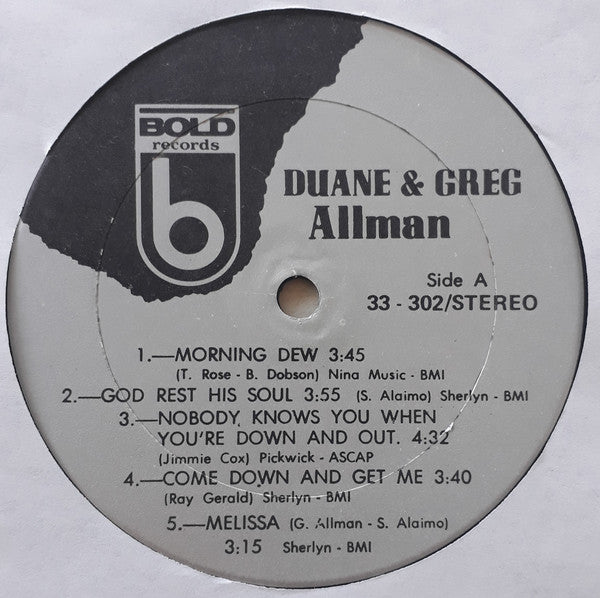 BOLD
records
b
DUANE & GREG
Allman
Side A
33 - 302/STEREO
1.—MORNING DEW 3:45
(T. Rose - B. Dobson) Nina Music - BMI
2.—GOD REST HIS SOUL 3:55 (S. Alaimo) Sherlyn - BMI
3.—NOBODY KNOWS YOU WHEN
YOU'RE DOWN AND OUT. 4:32
(Jimmie Cox) Pickwick - ASCAP
4.—COME DOWN AND GET ME 3:40
(Ray Gerald) Sherlyn - BMI
5.—MELISSA (G. Allman - S. Alaimo)
3:15 Sherlyn - BMI